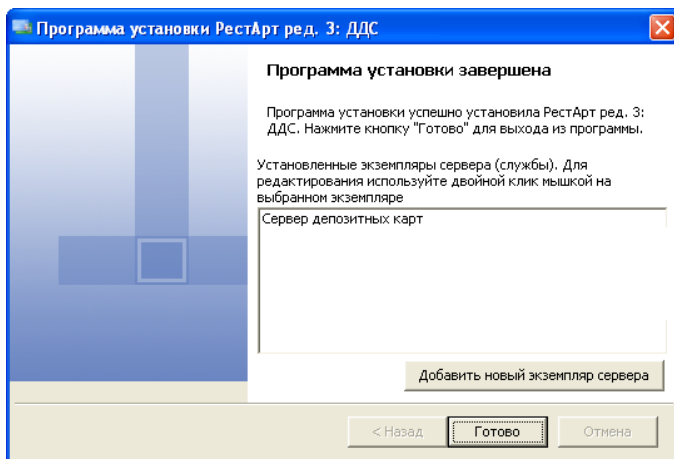 Программа установки РестАрт ред. 3: ДДС
Программа установки завершена
Программа установки успешно установила РестАрт ред. 3:
ДДС. Нажмите кнопку "Готово" для выхода из программы.
Установленные экземпляры сервера (службы). Для
редактирования используйте двойной клик мышкой на
выбранном экземпляре
Сервер депозитных карт
Добавить новый экземпляр сервера
< Назад
Готово
Отмена